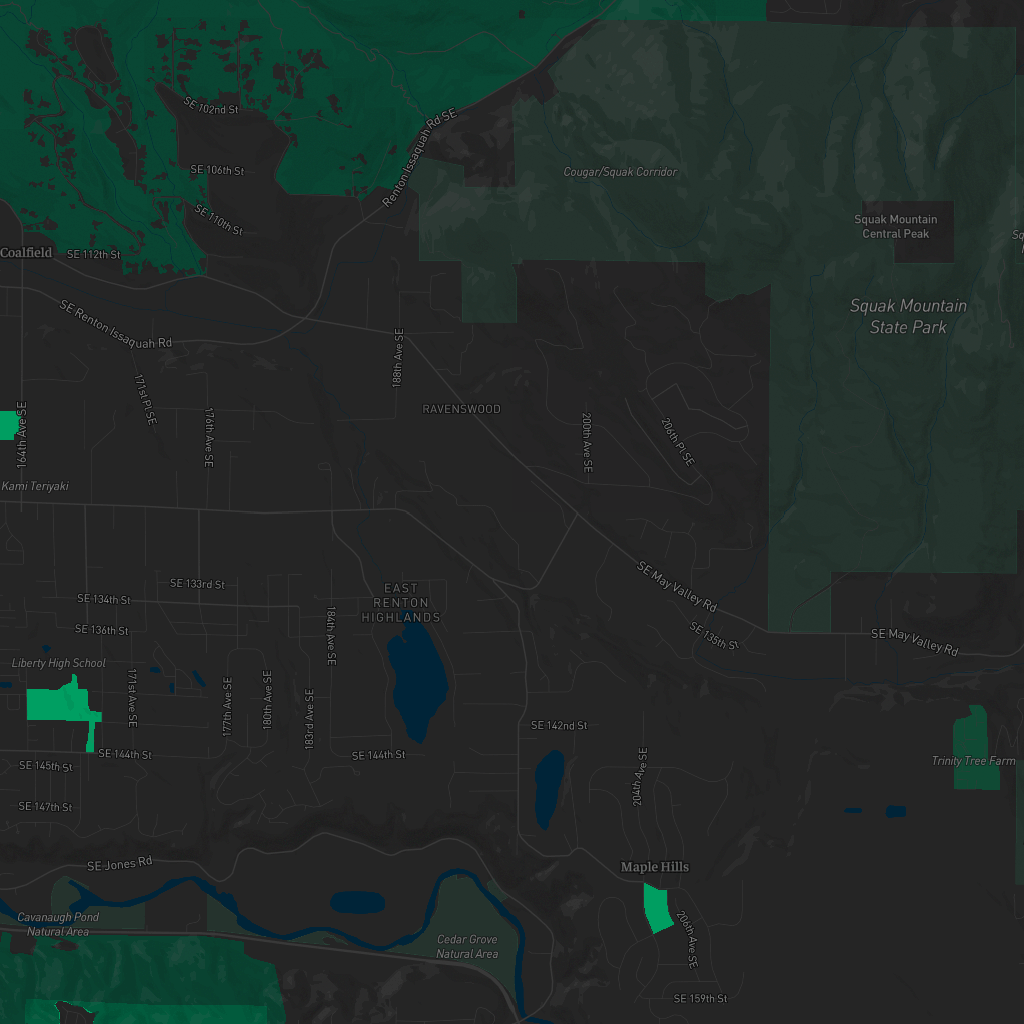 SE 102nd St
Renton Issaquah Rd SE
SE 106th St
Cougar/Squak Corridor
SE 110th St
Squak Mountain
Central Peak
Coalfield
SE 112th St
Squak Mountain
State Park
SE Renton Issaquah Rd
188th Ave SE
171st Pl SE
176th Ave SE
164th Ave SE
RAVENSWOOD
200th Ave SE
206th Pl SE
Kami Teriyaki
SE 133rd St
SE 134th St
EAST
RENTON
HIGHLANDS
SE May Valley Rd
184th Ave SE
SE 136th St
SE 135th St
SE May Valley Rd
Liberty High School
171st Ave SE
177th Ave SE
180th Ave SE
183rd Ave SE
SE 142nd St
SE 144th St
SE 144th St
204th Ave SE
Trinity Tree Farm
SE 145th St
SE 147th St
SE Jones Rd
Maple Hills
Cavanaugh Pond
Natural Area
206th Ave SE
Cedar Grove
Natural Area
SE 159th St